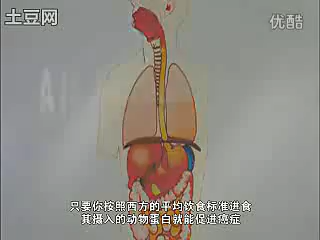 土豆网
优酷
AI
只要你按照西方的平均饮食标准进食
其摄入的动物蛋白就能促进癌症